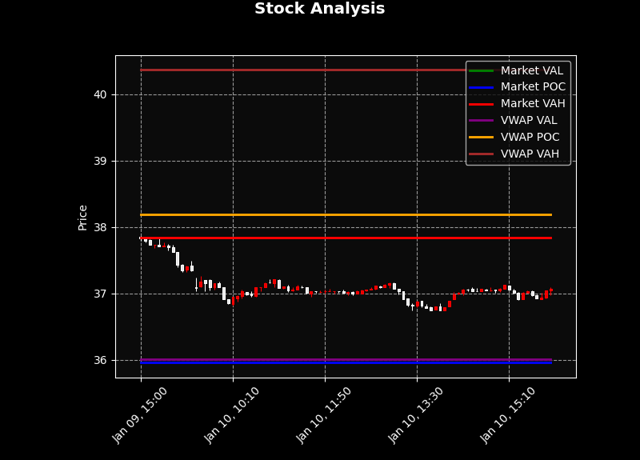 Stock Analysis
Market VAL
Market POC
Market VAH
VWAP VAL
VWAP POC
VWAP VAH
Price
40
39
38
37
36
Jan 09, 15:00
Jan 10, 10:10
Jan 10, 11:50
Jan 10, 13:30
Jan 10, 15:10